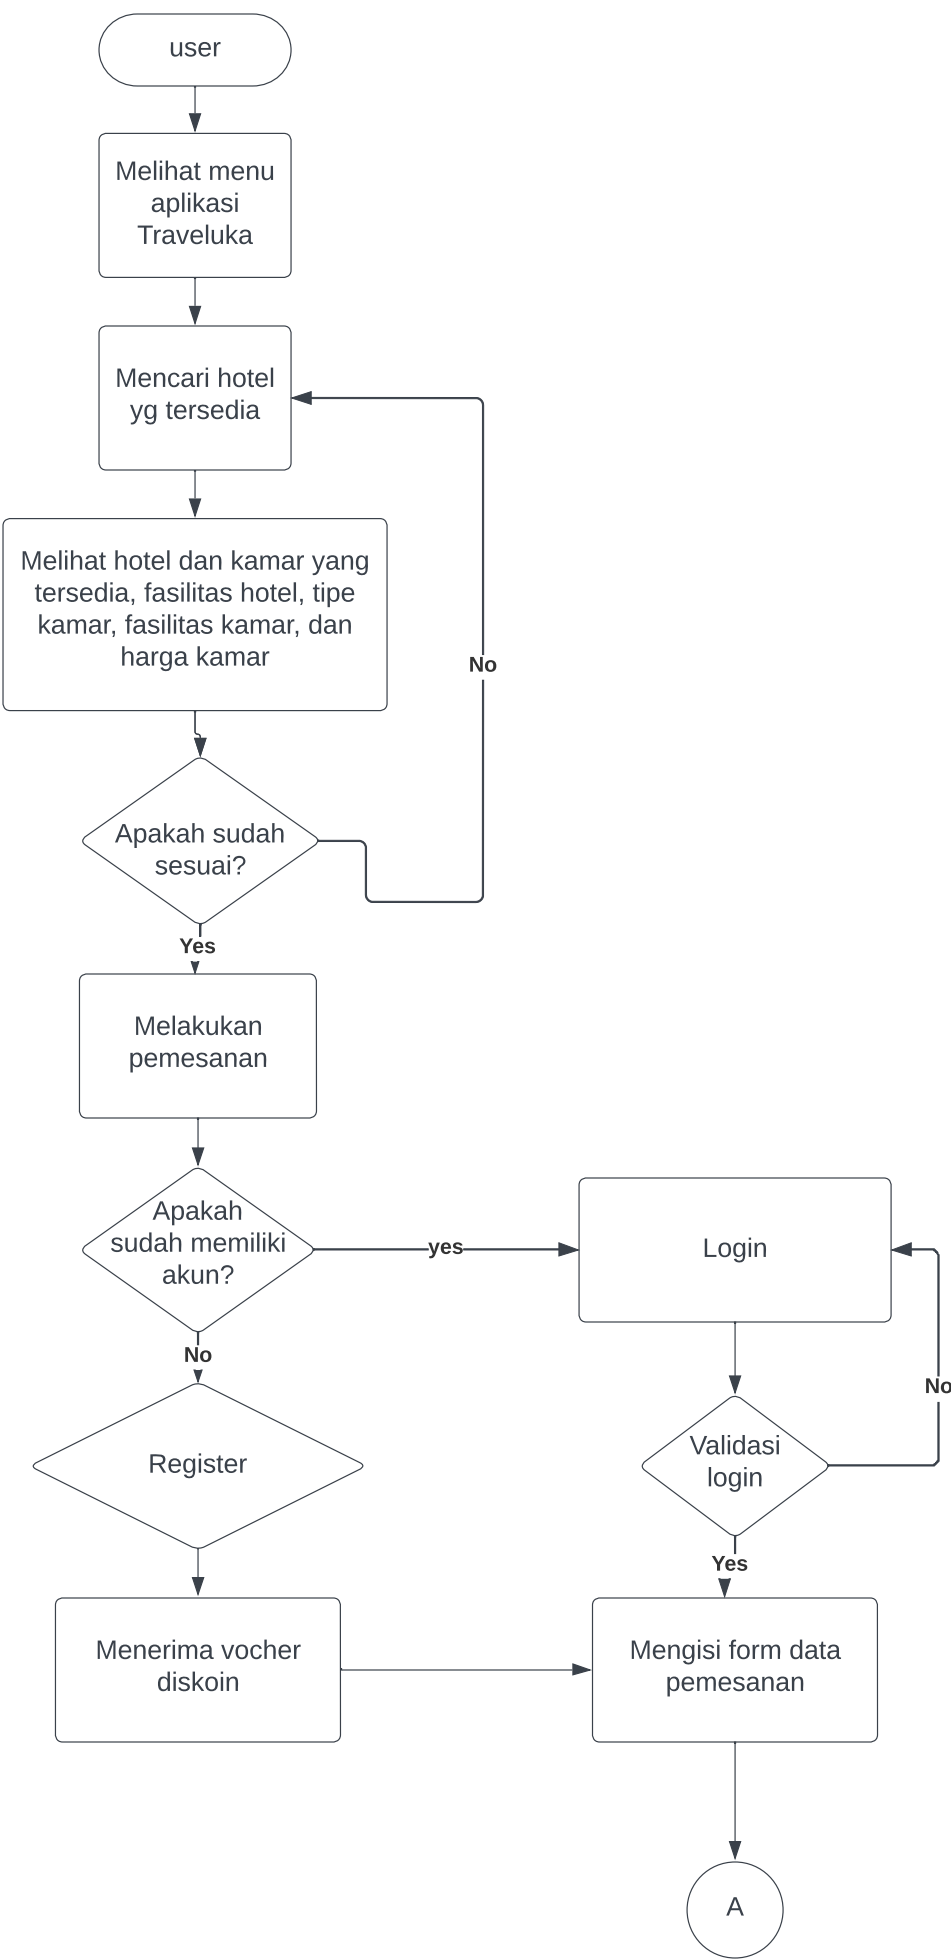 user
Melihat menu
aplikasi
Traveluka
Mencari hotel
yg tersedia
Melihat hotel dan kamar yang
tersedia, fasilitas hotel, tipe
kamar, fasilitas kamar, dan
harga kamar
No
Apakah sudah
sesuai?
Yes
Melakukan
pemesanan
Apakah
sudah memiliki
akun?
yes
Login
No
No
Register
Validasi
login
Yes
Menerima vocher
diskoin
Mengisi form data
pemesanan
A